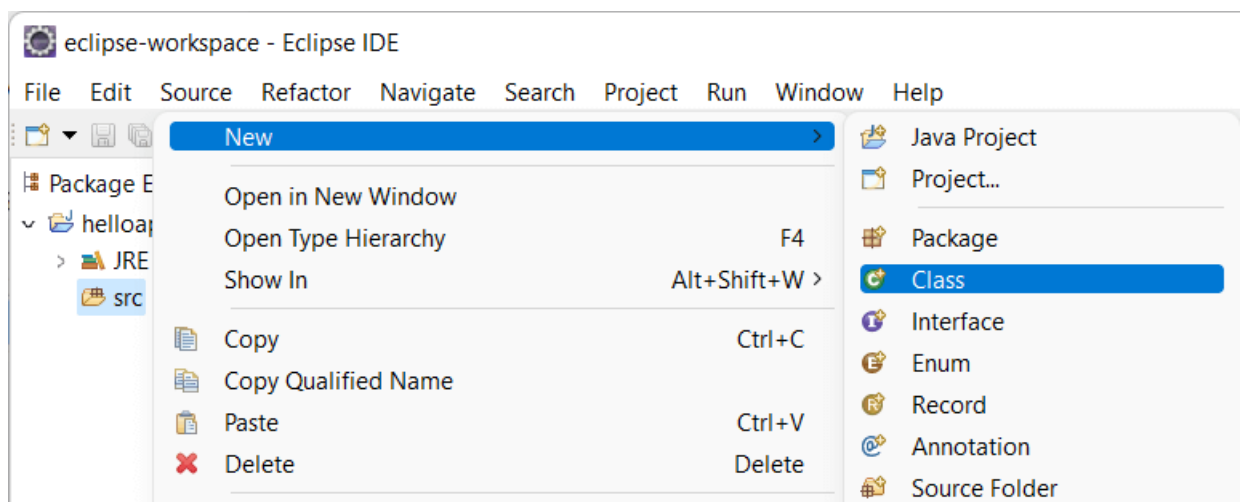 eclipse-workspace - Eclipse IDE
File Edit Source Refactor Navigate Search Project Run Window Help
New
Package E
helloap
JRE
src
Open in New Window
Open Type Hierarchy F4
Show In Alt+Shift+W >
Copy Ctrl+C
Copy Qualified Name
Paste Ctrl+V
Delete Delete
Java Project
Project...
Package
Class
Interface
Enum
Record
Annotation
Source Folder